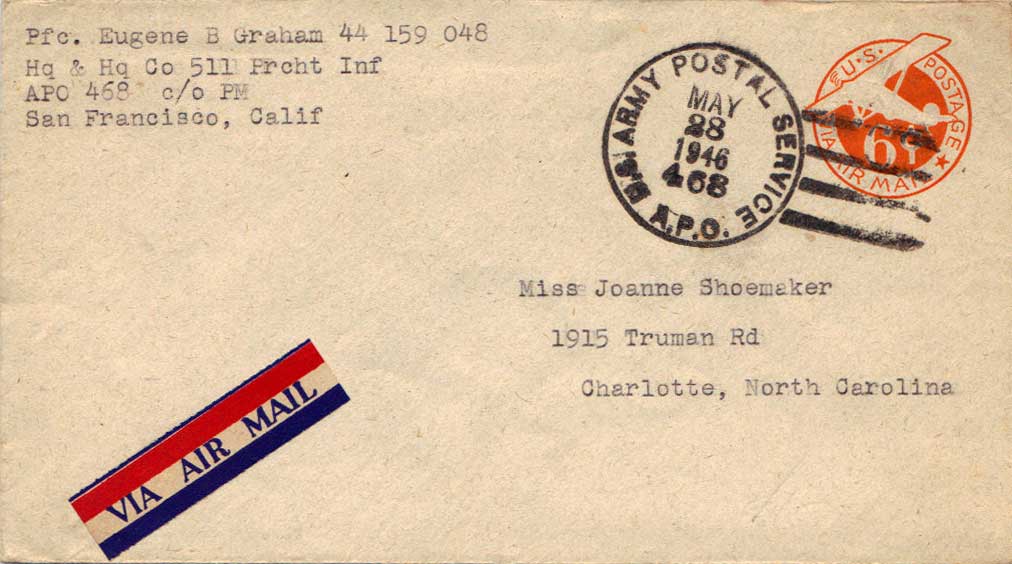 Pfc. Eugene B Graham 44 159 048
Hq & Hq Co 511 Prcht Inf
APO 468 c/o PM
San Francisco, Calif
U.S. ARMY POSTAL SERVICE
MAY
28
1946
468
A.P.O.
U.S. POSTAGE
6¢
VIA AIR MAIL
Miss Joanne Shoemaker
1915 Truman Rd
Charlotte, North Carolina
VIA AIR MAIL